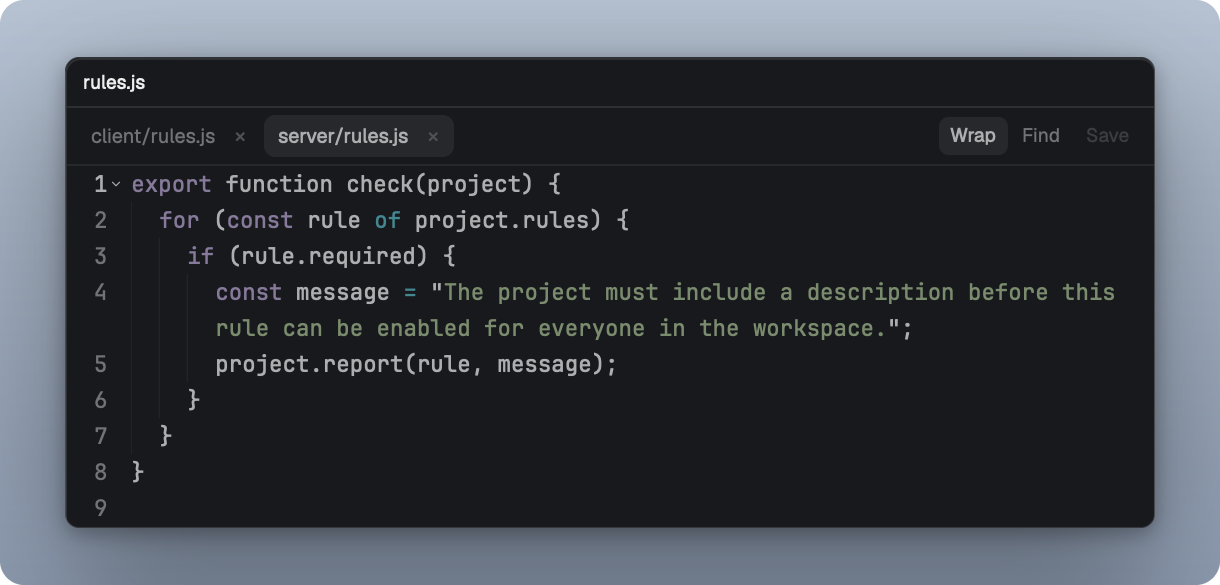 rules.js
client/rules.js × server/rules.js × Wrap Find Save
1 export function check(project) {
2 for (const rule of project.rules) {
3 if (rule.required) {
4 const message = "The project must include a description before this
rule can be enabled for everyone in the workspace.";
5 project.report(rule, message);
6 }
7 }
8 }
9